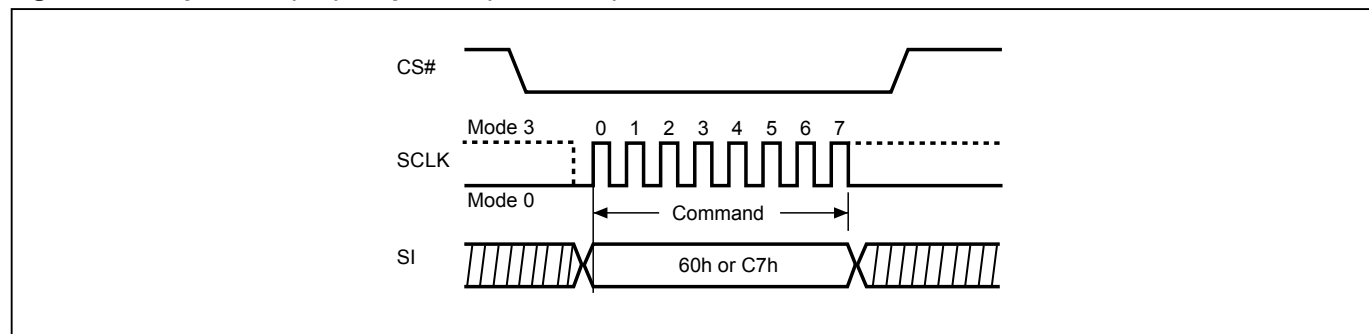 CS#
Mode 3
0 1 2 3 4 5 6 7
SCLK
Mode 0
Command
SI
60h or C7h